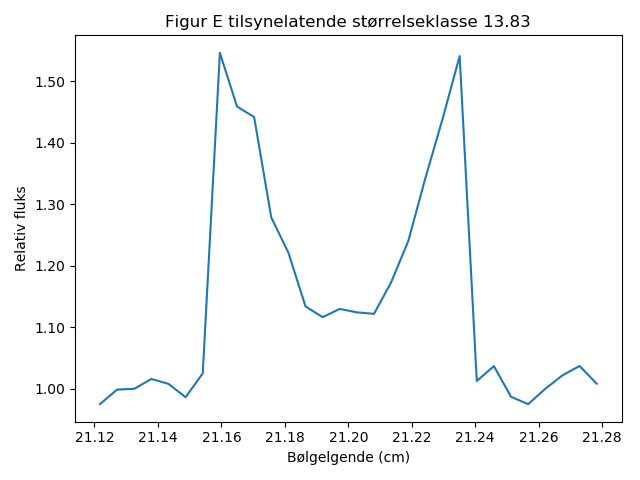 Figur E tilsynelatende størrelseklasse 13.83
1.50
1.40
1.30
1.20
1.10
1.00
Relativ fluks
21.12 21.14 21.16 21.18 21.20 21.22 21.24 21.26 21.28
Bølgelgende (cm)